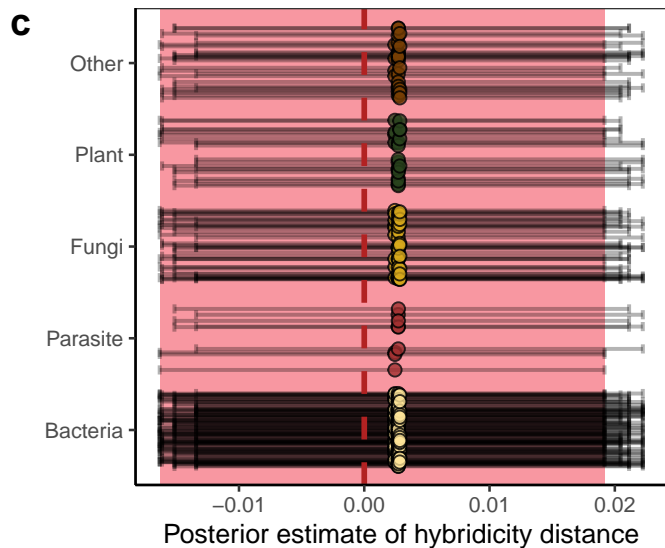 c
Other
Plant
Fungi
Parasite
Bacteria
−0.01 0.00 0.01 0.02
Posterior estimate of hybridicity distance